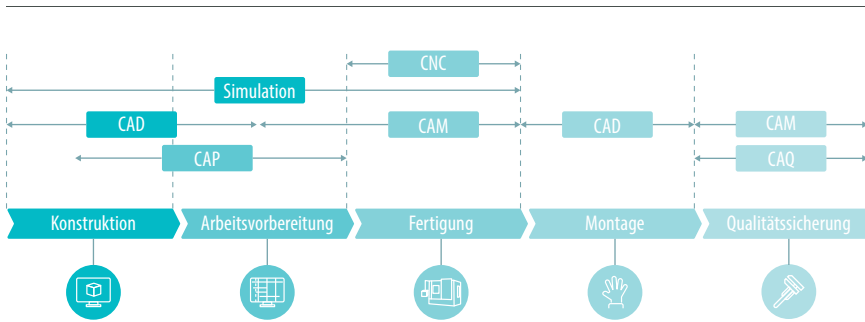 CNC
Simulation
CAD
CAM
CAD
CAM
CAP
CAQ
Konstruktion
Arbeitsvorbereitung
Fertigung
Montage
Qualitätssicherung